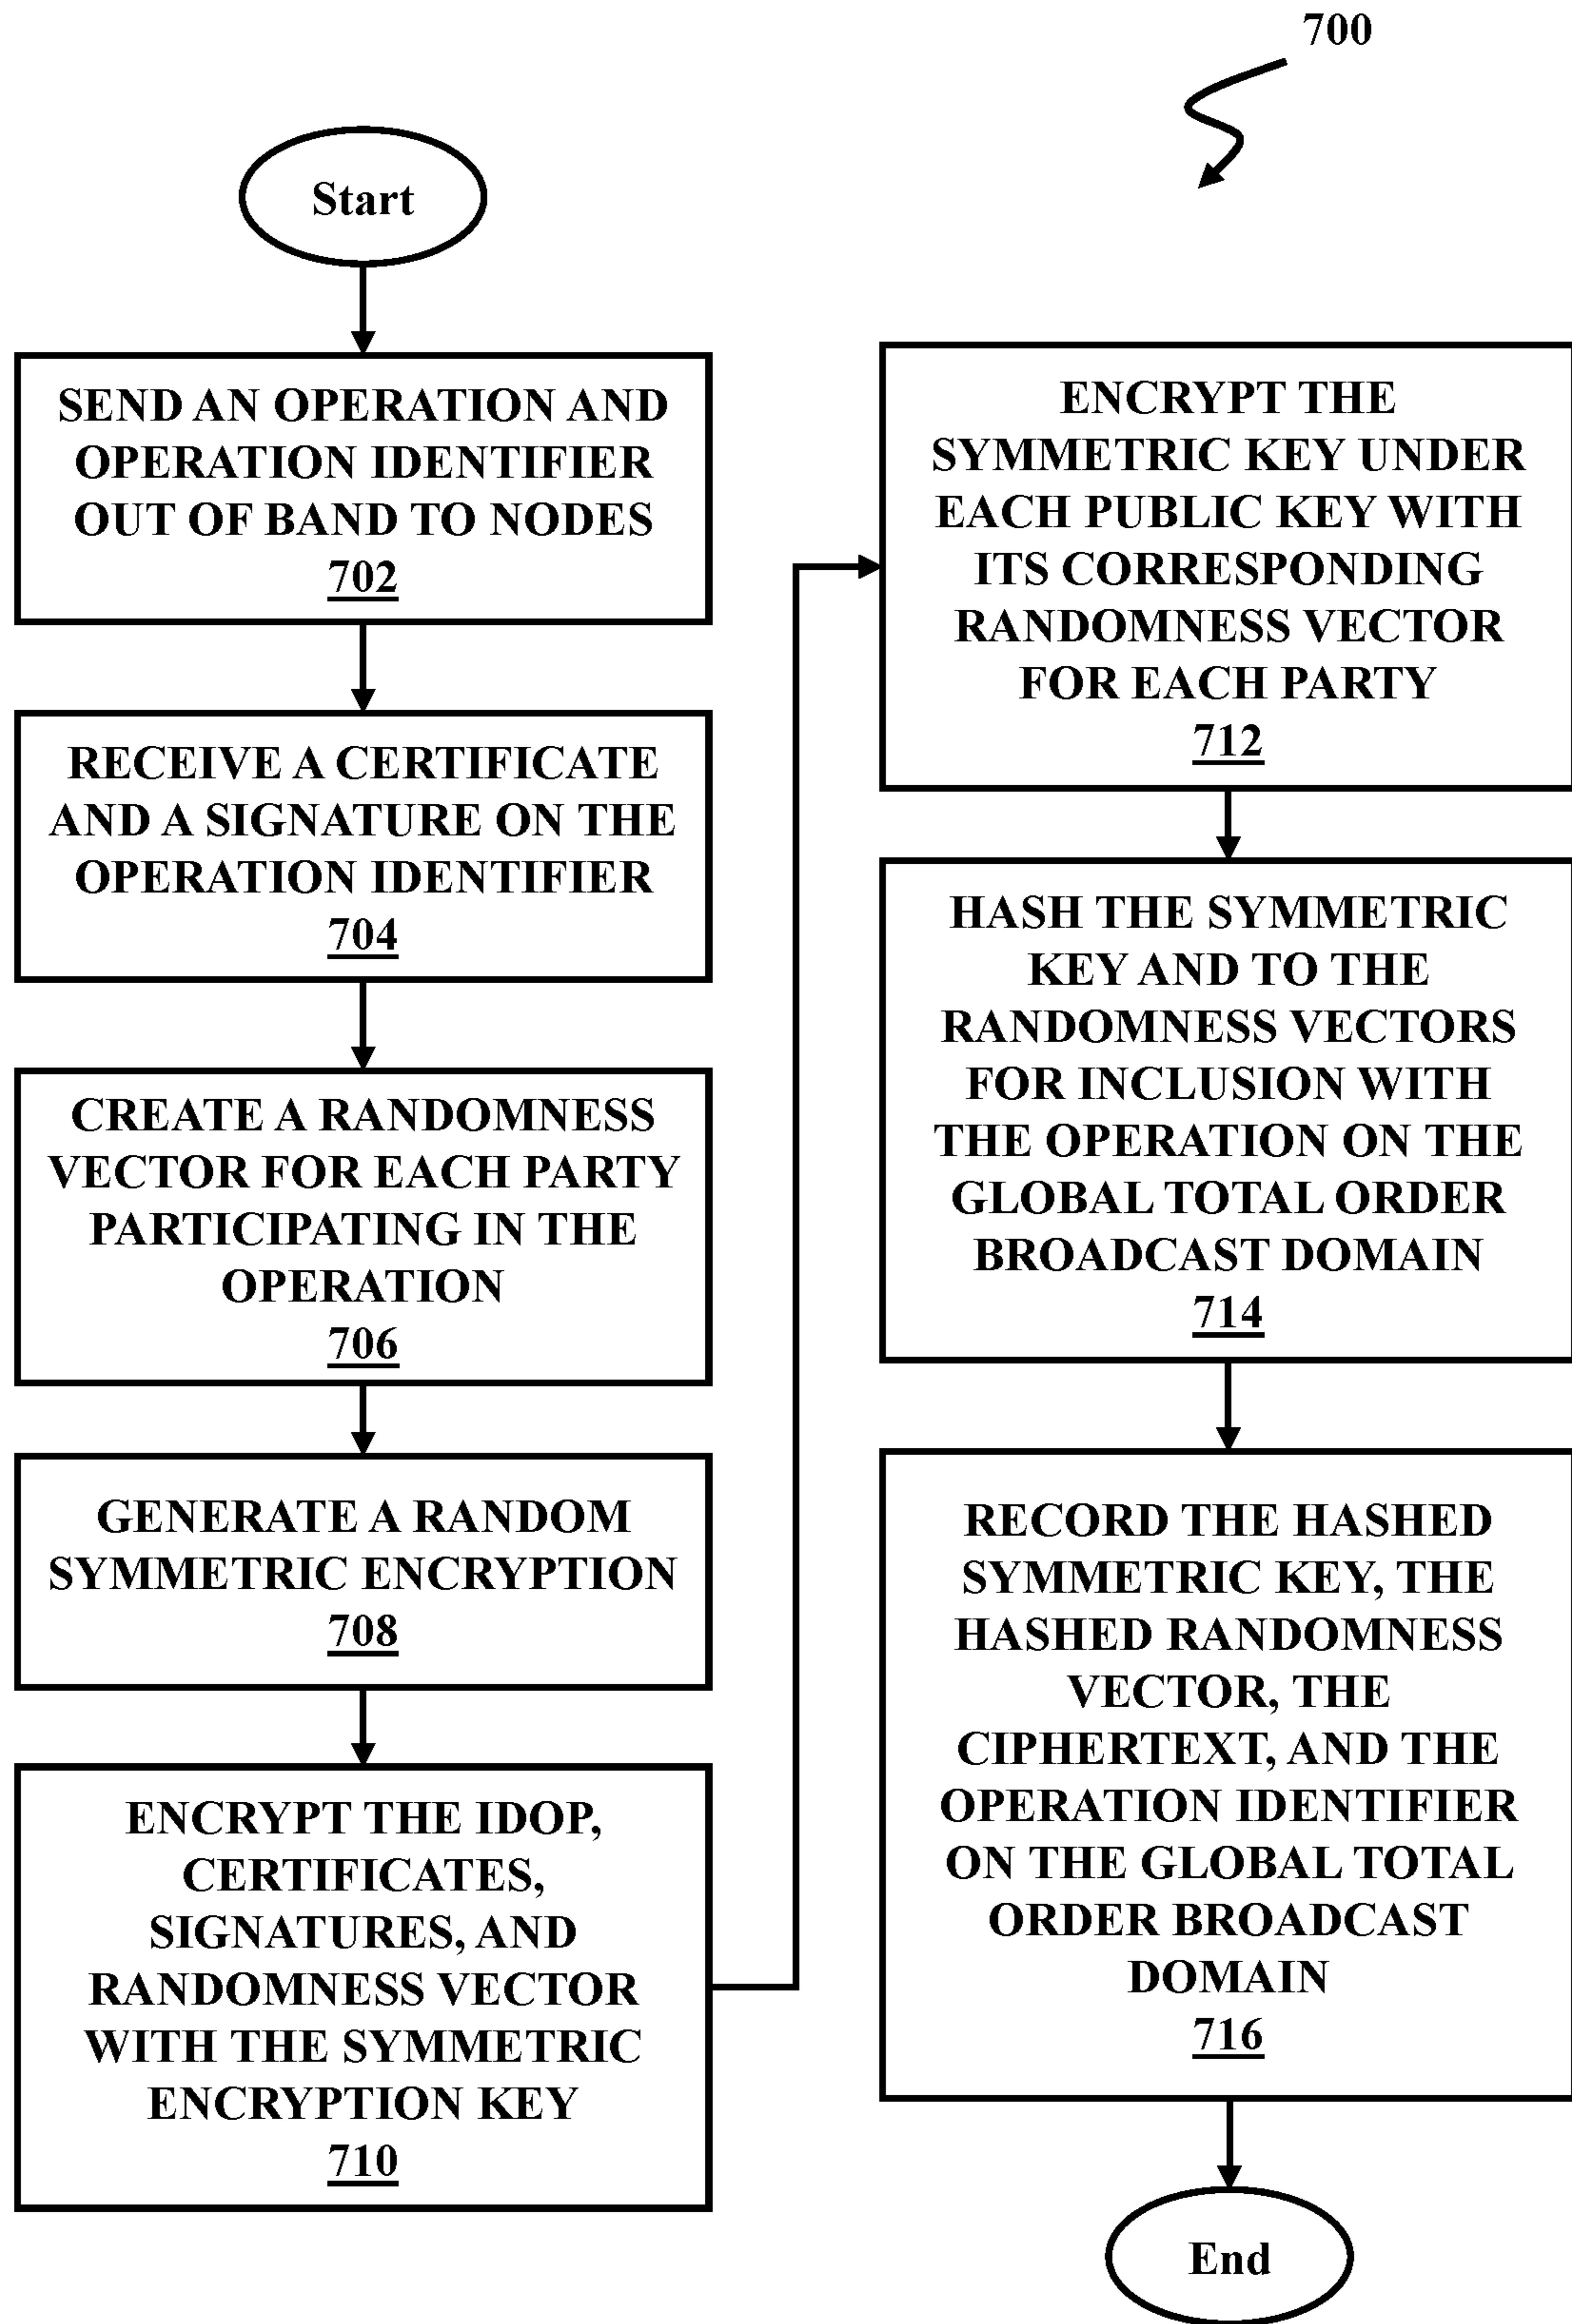 700
Start
SEND AN OPERATION AND
OPERATION IDENTIFIER
OUT OF BAND TO NODES
702
RECEIVE A CERTIFICATE
AND A SIGNATURE ON THE
OPERATION IDENTIFIER
704
CREATE A RANDOMNESS
VECTOR FOR EACH PARTY
PARTICIPATING IN THE
OPERATION
706
GENERATE A RANDOM
SYMMETRIC ENCRYPTION
708
ENCRYPT THE IDOP,
CERTIFICATES,
SIGNATURES, AND
RANDOMNESS VECTOR
WITH THE SYMMETRIC
ENCRYPTION KEY
710
ENCRYPT THE
SYMMETRIC KEY UNDER
EACH PUBLIC KEY WITH
ITS CORRESPONDING
RANDOMNESS VECTOR
FOR EACH PARTY
712
HASH THE SYMMETRIC
KEY AND TO THE
RANDOMNESS VECTORS
FOR INCLUSION WITH
THE OPERATION ON THE
GLOBAL TOTAL ORDER
BROADCAST DOMAIN
714
RECORD THE HASHED
SYMMETRIC KEY, THE
HASHED RANDOMNESS
VECTOR, THE
CIPHERTEXT, AND THE
OPERATION IDENTIFIER
ON THE GLOBAL TOTAL
ORDER BROADCAST
DOMAIN
716
End